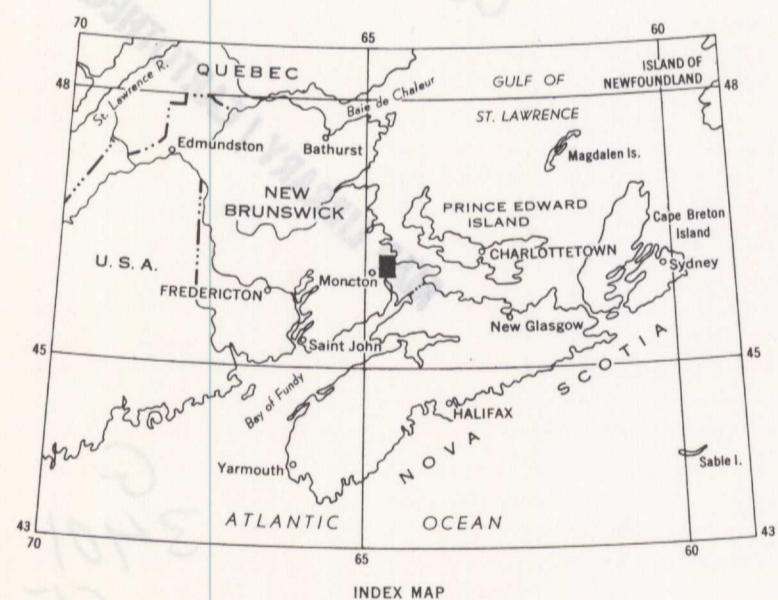 70
65
60
QUEBEC
GULF OF
ISLAND OF
NEWFOUNDLAND
48
48
St. Lawrence R.
Baie de Chaleur
ST. LAWRENCE
Edmundston
Bathurst
Magdalen Is.
NEW
BRUNSWICK
PRINCE EDWARD
ISLAND
Cape Breton
Island
U. S. A.
CHARLOTTETOWN
Sydney
Moncton
FREDERICTON
New Glasgow
Saint John
45
45
NOVA SCOTIA
Bay of Fundy
HALIFAX
Yarmouth
Sable I.
ATLANTIC OCEAN
43
43
70
65
60
INDEX MAP